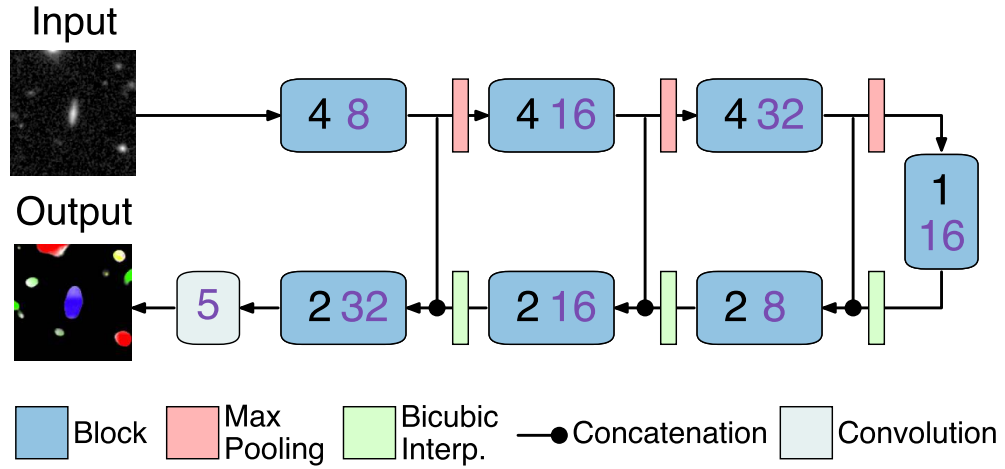 Input
4 8
4 16
4 32
1
16
Output
5
2 32
2 16
2 8
Block
Max
Pooling
Bicubic
Interp.
Concatenation
Convolution